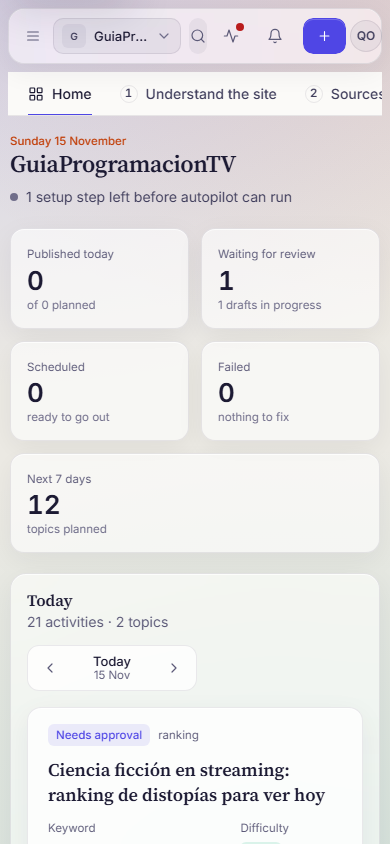 G GuiaPr... QO
Home 1 Understand the site 2 Sources
Sunday 15 November
GuiaProgramacionTV
1 setup step left before autopilot can run
Published today
0
of 0 planned
Waiting for review
1
1 drafts in progress
Scheduled
0
ready to go out
Failed
0
nothing to fix
Next 7 days
12
topics planned
Today
21 activities · 2 topics
Today
15 Nov
Needs approval ranking
Ciencia ficción en streaming:
ranking de distopías para ver hoy
Keyword Difficulty